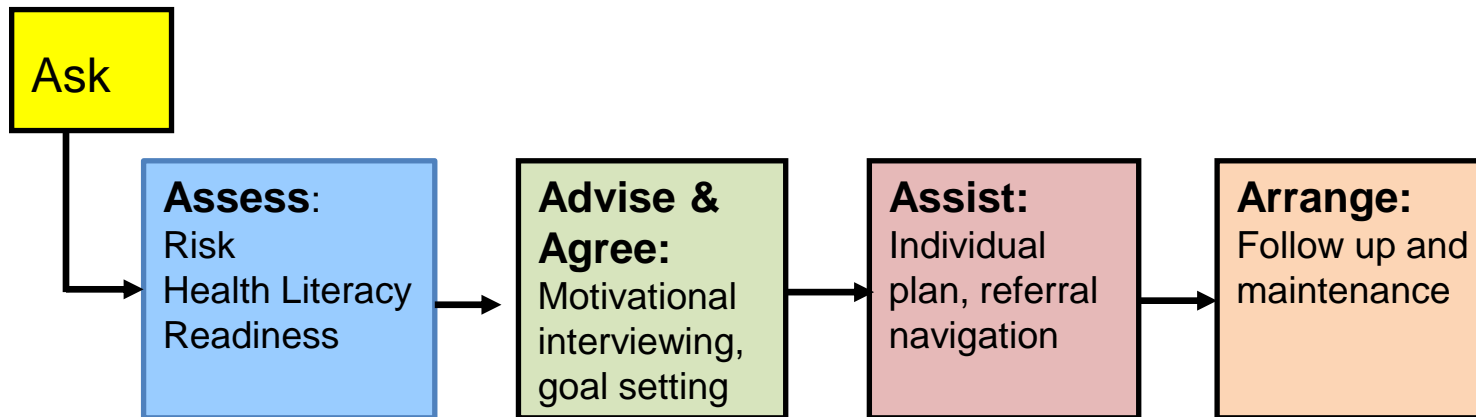 Ask
Assess:
Risk
Health Literacy
Readiness
Advise &
Agree:
Motivational
interviewing,
goal setting
Assist:
Individual
plan, referral
navigation
Arrange:
Follow up and
maintenance